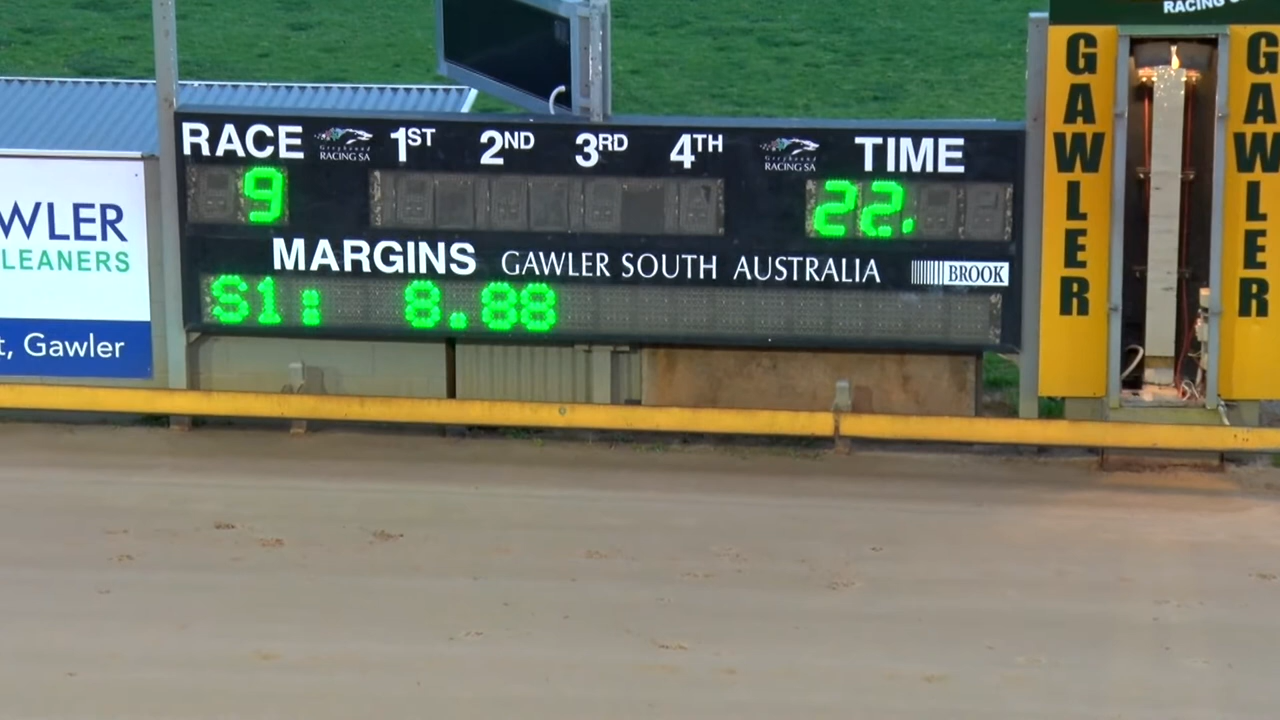 RACING
GAWLER
GAWLER
RACE
Greyhound
RACING SA
1ST
2ND
3RD
4TH
Greyhound
RACING SA
TIME
9
22.
MARGINS
GAWLER SOUTH AUSTRALIA
BROOK
S1: 8.88
WLER
LEANERS
t, Gawler